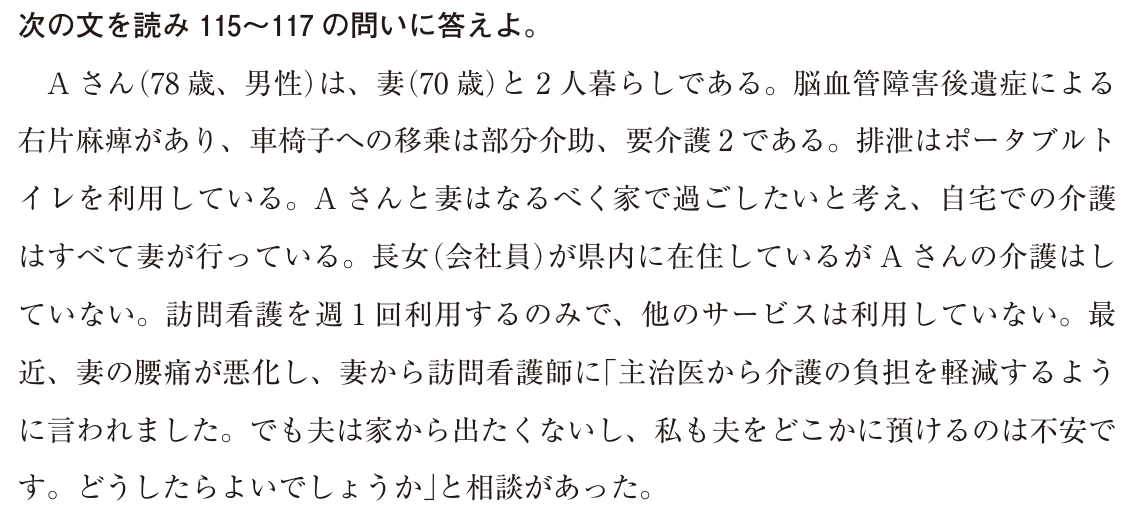 次の文を読み 115～117 の問いに答えよ。
　A さん(78 歳、男性)は、妻(70 歳)と 2 人暮らしである。脳血管障害後遺症による
右片麻痺があり、車椅子への移乗は部分介助、要介護 2 である。排泄はポータブルト
イレを利用している。A さんと妻はなるべく家で過ごしたいと考え、自宅での介護
はすべて妻が行っている。長女(会社員)が県内に在住しているが A さんの介護はし
ていない。訪問看護を週 1 回利用するのみで、他のサービスは利用していない。最
近、妻の腰痛が悪化し、妻から訪問看護師に「主治医から介護の負担を軽減するよう
に言われました。でも夫は家から出たくないし、私も夫をどこかに預けるのは不安で
す。どうしたらよいでしょうか」と相談があった。